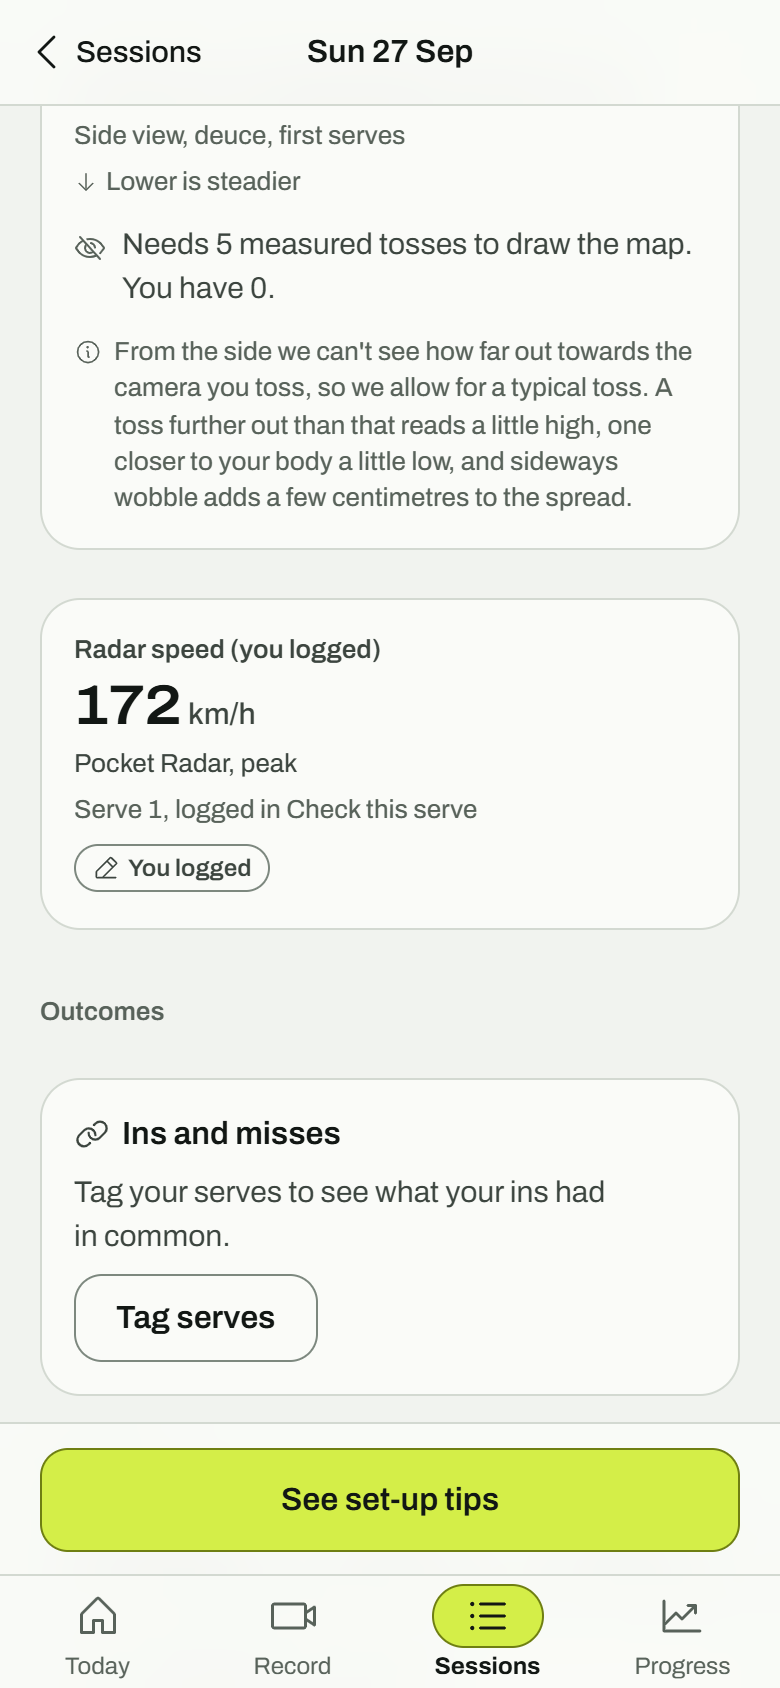 Sessions
Sun 27 Sep
Side view, deuce, first serves
Lower is steadier
Needs 5 measured tosses to draw the map.
You have 0.
From the side we can't see how far out towards the
camera you toss, so we allow for a typical toss. A
toss further out than that reads a little high, one
closer to your body a little low, and sideways
wobble adds a few centimetres to the spread.
Radar speed (you logged)
172 km/h
Pocket Radar, peak
Serve 1, logged in Check this serve
You logged
Outcomes
Ins and misses
Tag your serves to see what your ins had
in common.
Tag serves
See set-up tips
Today
Record
Sessions
Progress